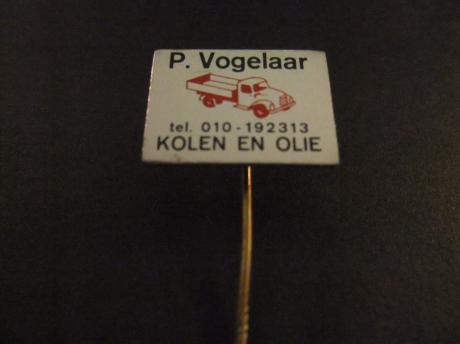 P. Vogelaar
tel. 010-192313
KOLEN EN OLIE